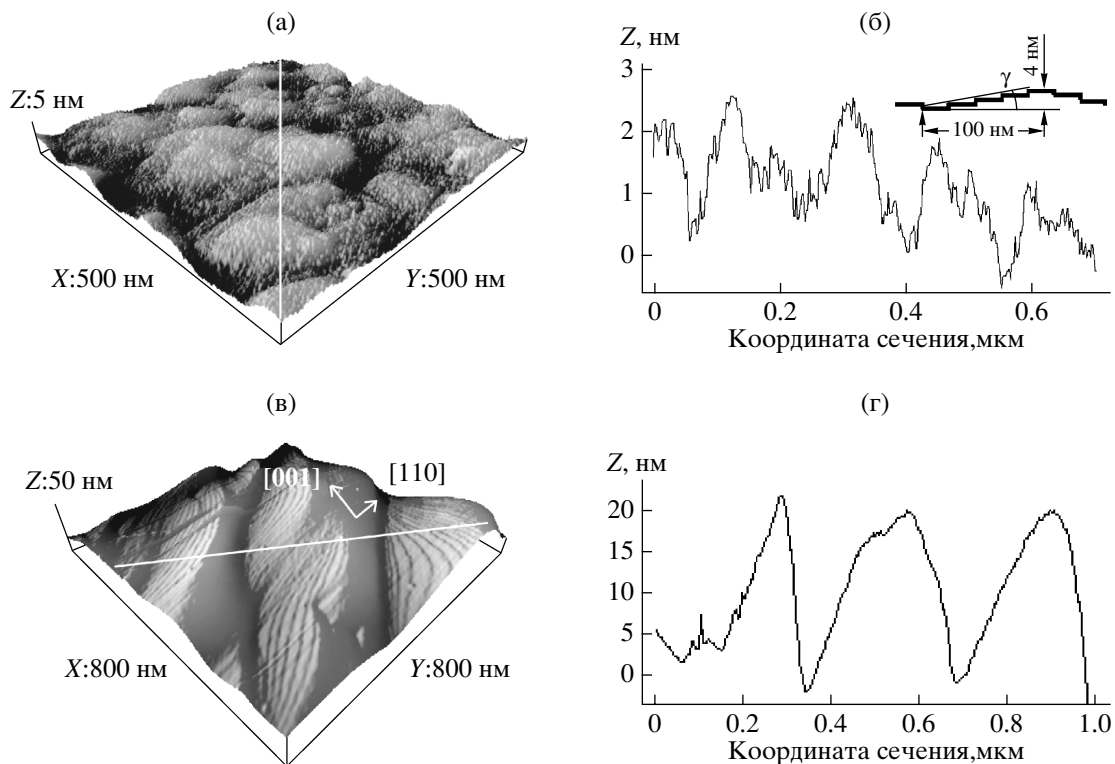 (а)
Z:5 нм
X:500 нм
Y:500 нм
(б)
Z, нм
3
2
1
0
γ
4 нм
100 нм
0
0.2
0.4
0.6
Координата сечения,мкм
(в)
Z:50 нм
[001]
[110]
X:800 нм
Y:800 нм
(г)
Z, нм
20
15
10
5
0
0
0.2
0.4
0.6
0.8
1.0
Координата сечения,мкм